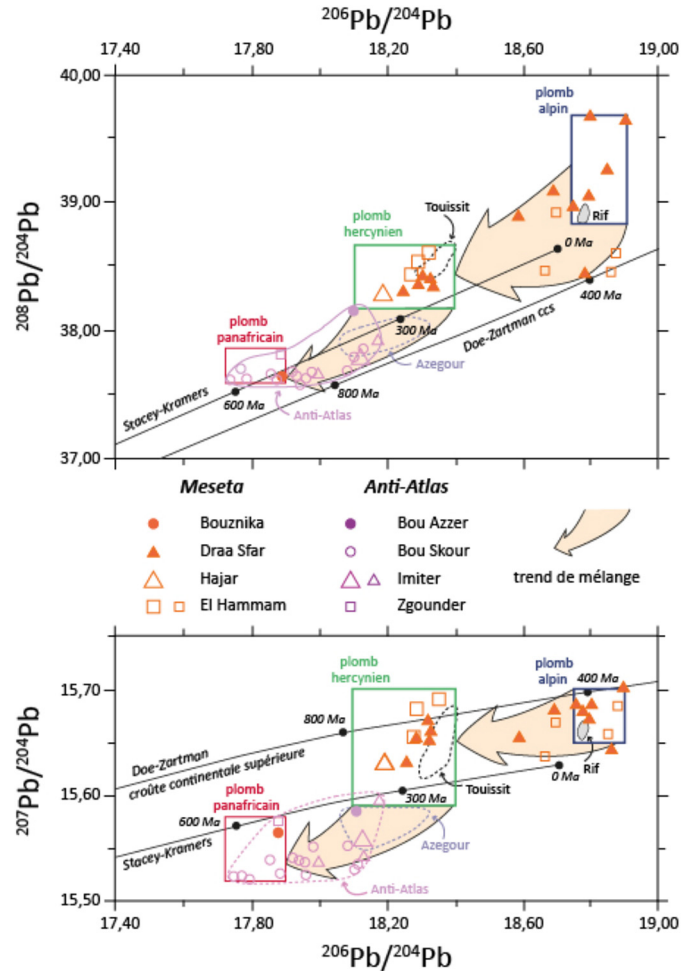 206Pb/204Pb
17,40 17,80 18,20 18,60 19,00
40,00
plomb
alpin
39,00
Touissit
Rif
plomb
hercynien
0 Ma
208Pb/204Pb
400 Ma
38,00
plomb
panafricain
300 Ma
Doe-Zartman ccs
Azegour
800 Ma
Stacey-Kramers
600 Ma
Anti-Atlas
37,00
Meseta Anti-Atlas
Bouznika Bou Azzer
Draa Sfar Bou Skour
Hajar Imiter
El Hammam Zgounder
trend de mélange
plomb
hercynien
plomb
alpin
400 Ma
15,70
800 Ma
Doe-Zartman
croûte continentale supérieure
Rif
0 Ma
207Pb/204Pb
Touissit
15,60
plomb
panafricain
300 Ma
600 Ma
Stacey-Kramers
Azegour
Anti-Atlas
15,50
17,40 17,80 18,20 18,60 19,00
206Pb/204Pb